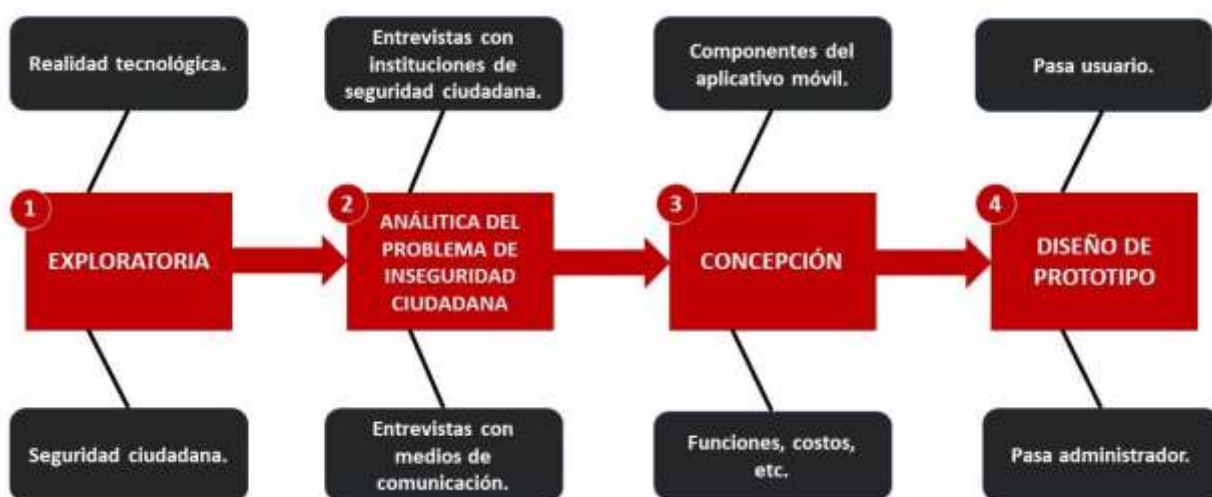 Realidad tecnológica.
Entrevistas con
instituciones de
seguridad ciudadana.
Componentes del
aplicativo móvil.
Pasa usuario.
1
EXPLORATORIA
2
ANÁLITICA DEL
PROBLEMA DE
INSEGURIDAD
CIUDADANA
3
CONCEPCIÓN
4
DISEÑO DE
PROTOTIPO
Seguridad ciudadana.
Entrevistas con
medios de
comunicación.
Funciones, costos,
etc.
Pasa administrador.